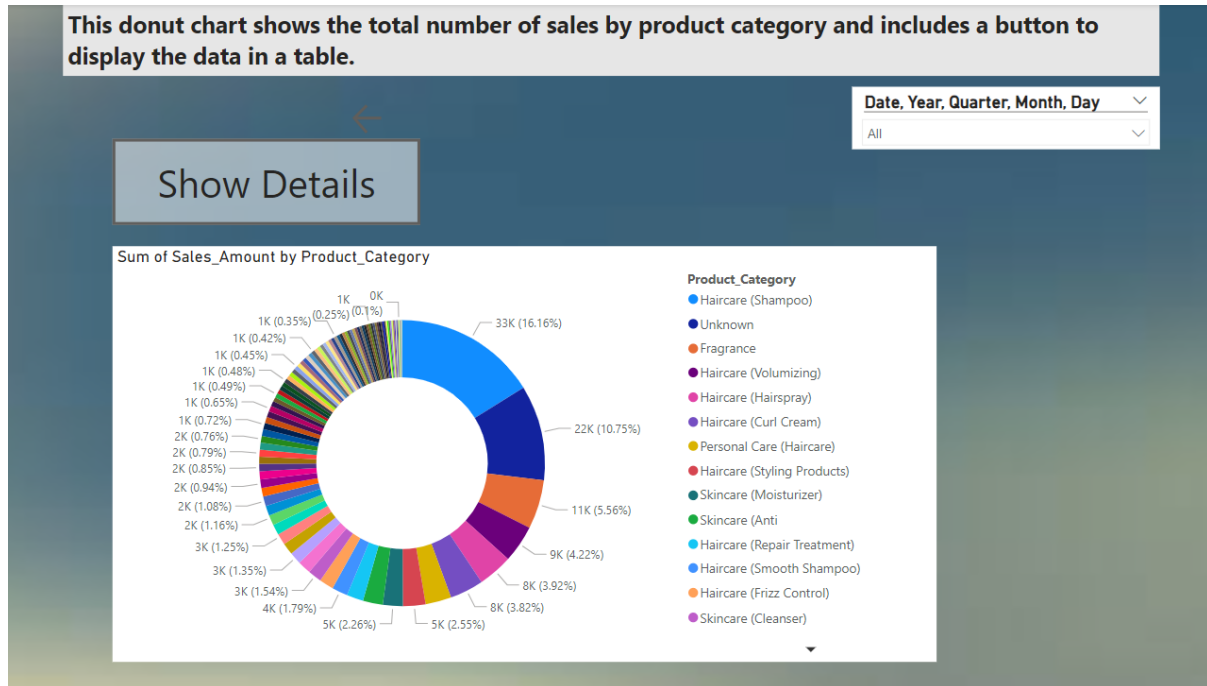 This donut chart shows the total number of sales by product category and includes a button to
display the data in a table.
Date, Year, Quarter, Month, Day
All
Show Details
Sum of Sales_Amount by Product_Category
33K (16.16%)
22K (10.75%)
11K (5.56%)
9K (4.22%)
8K (3.92%)
8K (3.82%)
5K (2.55%)
5K (2.26%)
4K (1.79%)
3K (1.54%)
3K (1.35%)
3K (1.25%)
2K (1.16%)
2K (1.08%)
2K (0.94%)
2K (0.85%)
2K (0.79%)
2K (0.76%)
1K (0.72%)
1K (0.65%)
1K (0.49%)
1K (0.48%)
1K (0.45%)
1K (0.42%)
1K (0.35%)
(0.25%)
1K
(0.1%)
0K
Product_Category
Haircare (Shampoo)
Unknown
Fragrance
Haircare (Volumizing)
Haircare (Hairspray)
Haircare (Curl Cream)
Personal Care (Haircare)
Haircare (Styling Products)
Skincare (Moisturizer)
Skincare (Anti
Haircare (Repair Treatment)
Haircare (Smooth Shampoo)
Haircare (Frizz Control)
Skincare (Cleanser)